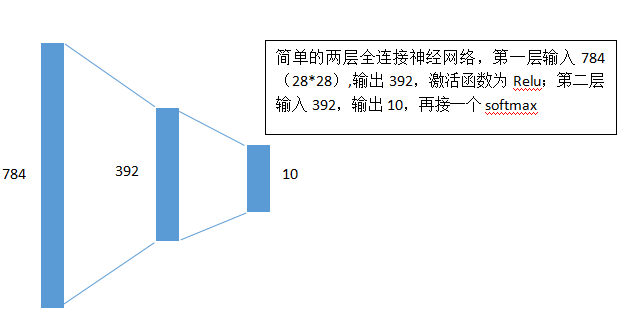 简单的两层全连接神经网络，第一层输入 784
（28*28）,输出 392，激活函数为 Relu；第二层
输入 392，输出 10，再接一个 softmax
784
392
10